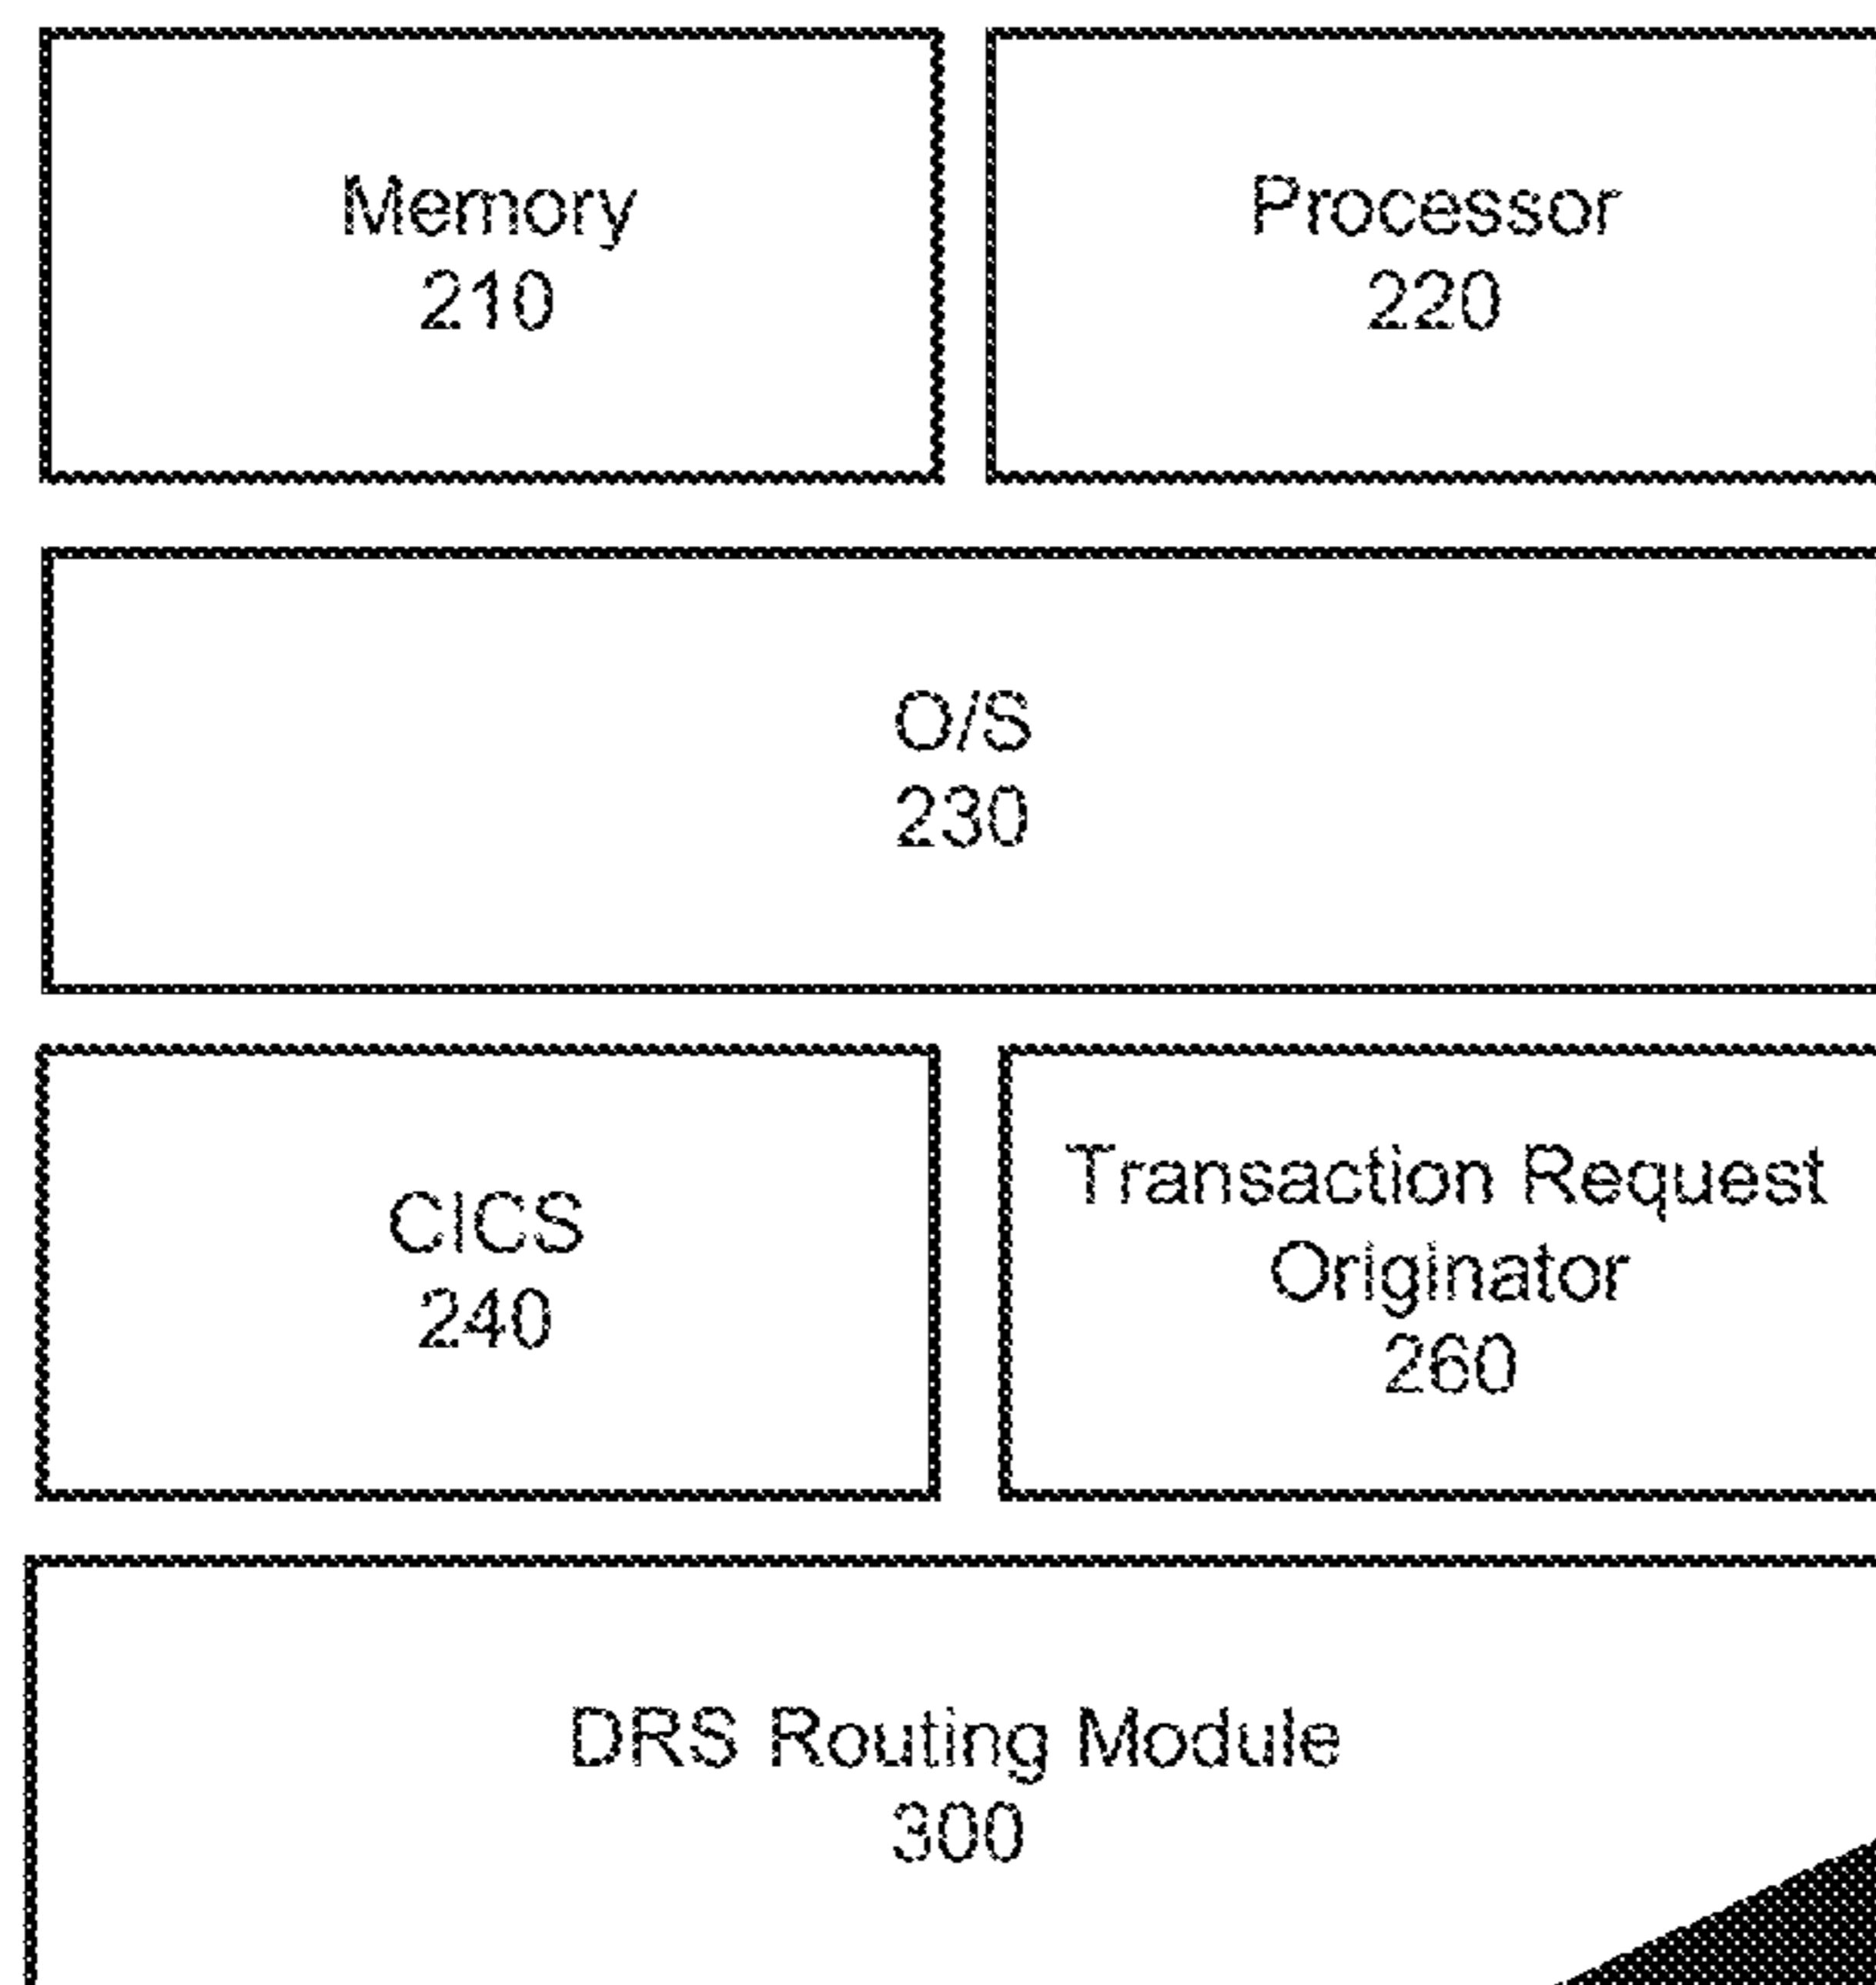 Memory
210
Processor
220
O/S
230
CICS
240
Transaction Request
Originator
260
DRS Routing Module
300